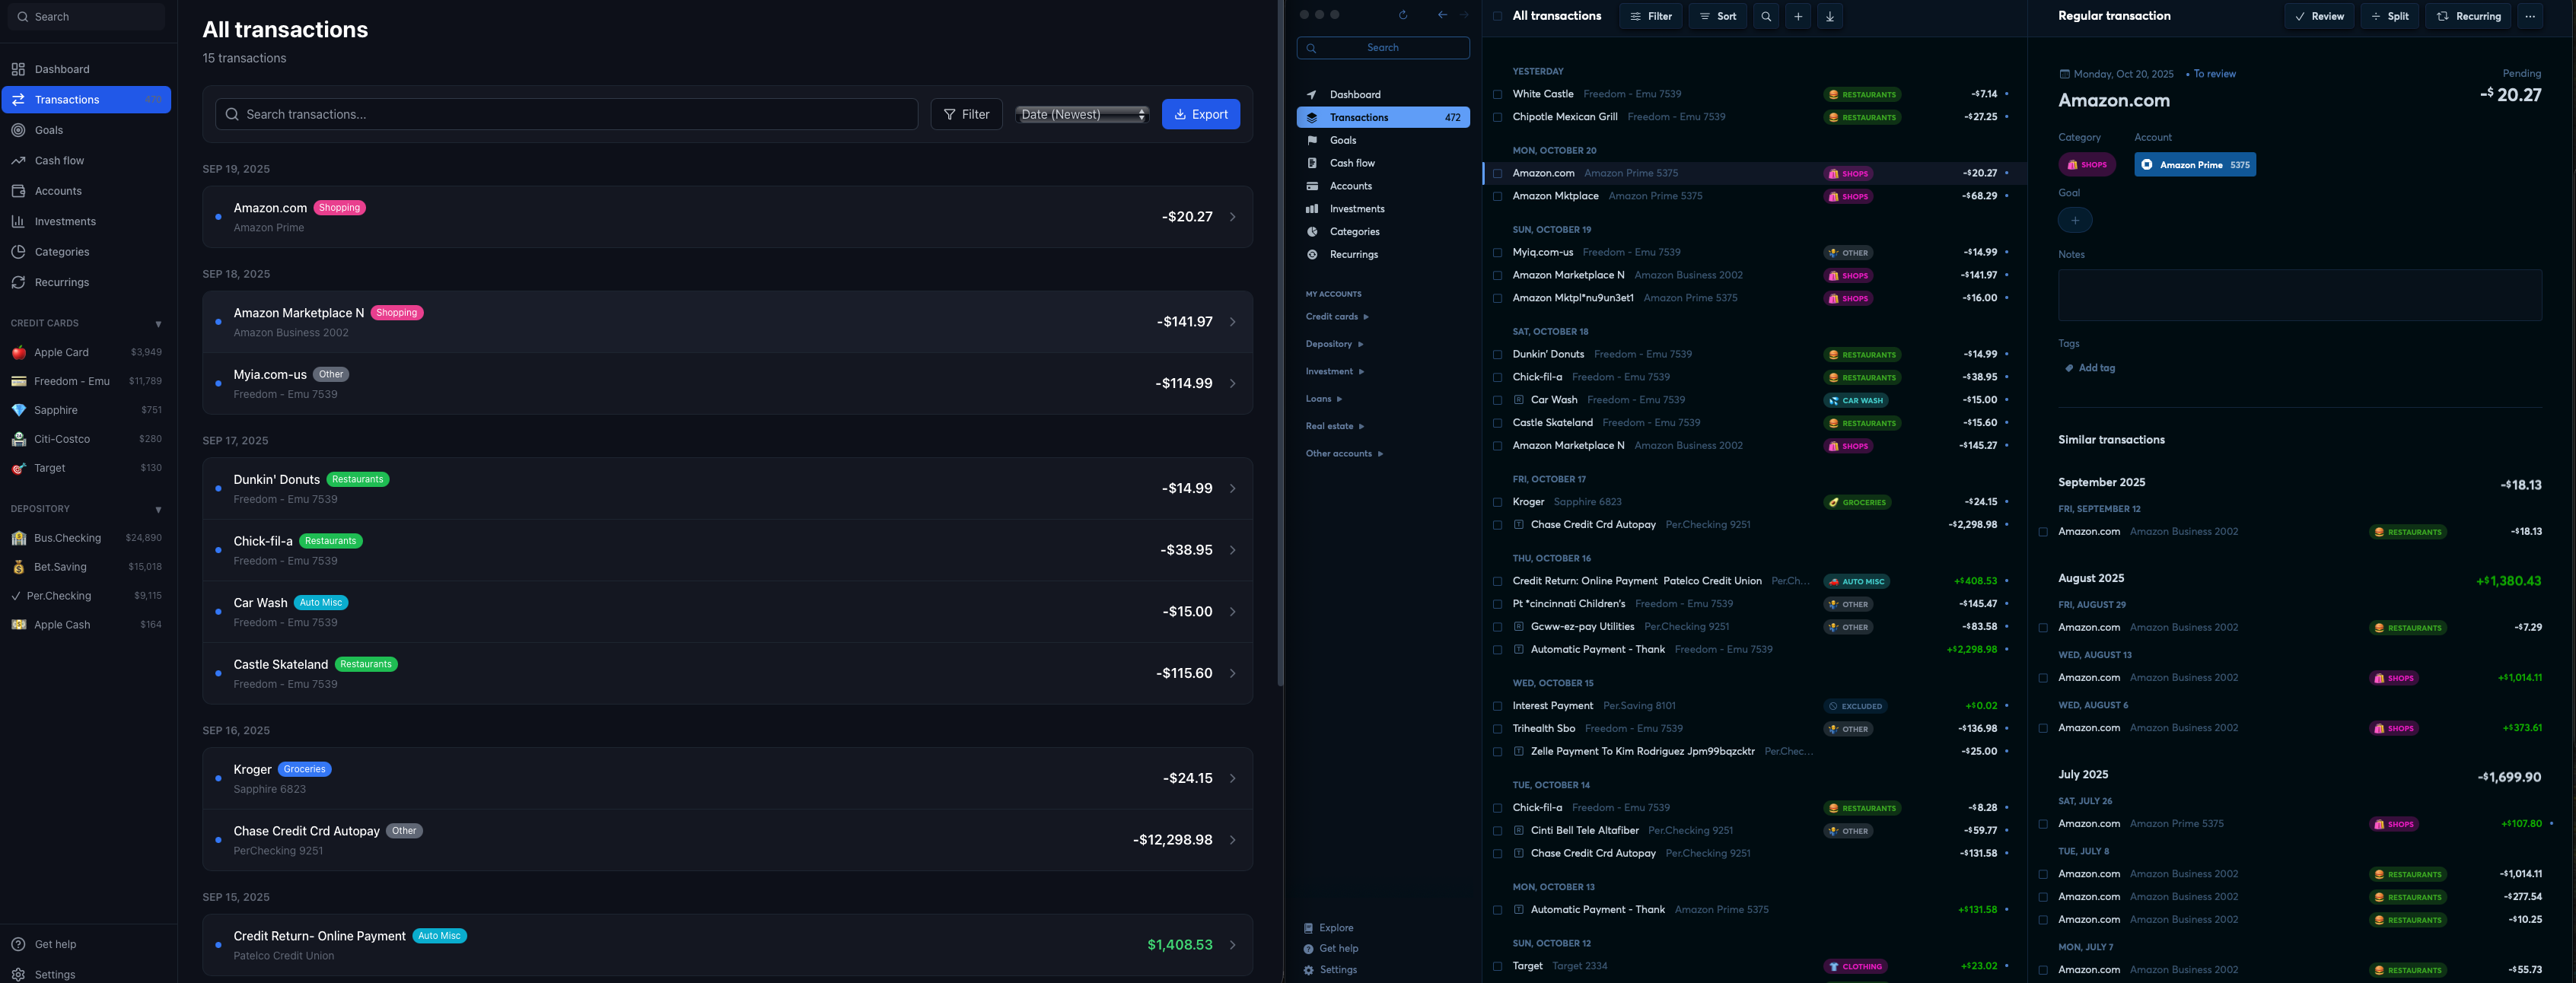 Search
Dashboard
Transactions 470
Goals
Cash flow
Accounts
Investments
Categories
Recurrings
CREDIT CARDS
Apple Card $3,949
Freedom - Emu $11,789
Sapphire $751
Citi-Costco $280
Target $130
DEPOSITORY
Bus.Checking $24,890
Bet.Saving $15,018
Per.Checking $9,115
Apple Cash $164
Get help
Settings
All transactions
15 transactions
Search transactions...
Filter
Date (Newest)
Export
SEP 19, 2025
Amazon.com Shopping
Amazon Prime
-$20.27
SEP 18, 2025
Amazon Marketplace N Shopping
Amazon Business 2002
-$141.97
Myia.com-us Other
Freedom - Emu 7539
-$114.99
SEP 17, 2025
Dunkin' Donuts Restaurants
Freedom - Emu 7539
-$14.99
Chick-fil-a Restaurants
Freedom - Emu 7539
-$38.95
Car Wash Auto Misc
Freedom - Emu 7539
-$15.00
Castle Skateland Restaurants
Freedom - Emu 7539
-$115.60
SEP 16, 2025
Kroger Groceries
Sapphire 6823
-$24.15
Chase Credit Crd Autopay Other
PerChecking 9251
-$12,298.98
SEP 15, 2025
Credit Return- Online Payment Auto Misc
Patelco Credit Union
$1,408.53
Search
Dashboard
Transactions 472
Goals
Cash flow
Accounts
Investments
Categories
Recurrings
MY ACCOUNTS
Credit cards
Depository
Investment
Loans
Real estate
Other accounts
Explore
Get help
Settings
All transactions Filter Sort
YESTERDAY
White Castle Freedom - Emu 7539 RESTAURANTS -$7.14
Chipotle Mexican Grill Freedom - Emu 7539 RESTAURANTS -$27.25
MON, OCTOBER 20
Amazon.com Amazon Prime 5375 SHOPS -$20.27
Amazon Mktplace Amazon Prime 5375 SHOPS -$68.29
SUN, OCTOBER 19
Myiq.com-us Freedom - Emu 7539 OTHER -$14.99
Amazon Marketplace N Amazon Business 2002 SHOPS -$141.97
Amazon Mktpl*nu9un3et1 Amazon Prime 5375 SHOPS -$16.00
SAT, OCTOBER 18
Dunkin' Donuts Freedom - Emu 7539 RESTAURANTS -$14.99
Chick-fil-a Freedom - Emu 7539 RESTAURANTS -$38.95
R Car Wash Freedom - Emu 7539 CAR WASH -$15.00
Castle Skateland Freedom - Emu 7539 RESTAURANTS -$15.60
Amazon Marketplace N Amazon Business 2002 SHOPS -$145.27
FRI, OCTOBER 17
Kroger Sapphire 6823 GROCERIES -$24.15
T Chase Credit Crd Autopay Per.Checking 9251 -$2,298.98
THU, OCTOBER 16
Credit Return: Online Payment Patelco Credit Union Per.Ch... AUTO MISC +$408.53
Pt *cincinnati Children's Freedom - Emu 7539 OTHER -$145.47
R Gcww-ez-pay Utilities Per.Checking 9251 OTHER -$83.58
T Automatic Payment - Thank Freedom - Emu 7539 +$2,298.98
WED, OCTOBER 15
Interest Payment Per.Saving 8101 EXCLUDED +$0.02
Trihealth Sbo Freedom - Emu 7539 OTHER -$136.98
T Zelle Payment To Kim Rodriguez Jpm99bqzcktr Per.Chec... -$25.00
TUE, OCTOBER 14
Chick-fil-a Freedom - Emu 7539 RESTAURANTS -$8.28
R Cinti Bell Tele Altafiber Per.Checking 9251 OTHER -$59.77
T Chase Credit Crd Autopay Per.Checking 9251 -$131.58
MON, OCTOBER 13
T Automatic Payment - Thank Amazon Prime 5375 +$131.58
SUN, OCTOBER 12
Target Target 2334 CLOTHING +$23.02
Regular transaction Review Split Recurring
Monday, Oct 20, 2025 • To review Pending
Amazon.com -$20.27
Category Account
SHOPS Amazon Prime 5375
Goal
Notes
Tags
Add tag
Similar transactions
September 2025 -$18.13
FRI, SEPTEMBER 12
Amazon.com Amazon Business 2002 RESTAURANTS -$18.13
August 2025 +$1,380.43
FRI, AUGUST 29
Amazon.com Amazon Business 2002 RESTAURANTS -$7.29
WED, AUGUST 13
Amazon.com Amazon Business 2002 SHOPS +$1,014.11
WED, AUGUST 6
Amazon.com Amazon Business 2002 SHOPS +$373.61
July 2025 -$1,699.90
SAT, JULY 26
Amazon.com Amazon Prime 5375 SHOPS +$107.80
TUE, JULY 8
Amazon.com Amazon Business 2002 RESTAURANTS -$1,014.11
Amazon.com Amazon Business 2002 RESTAURANTS -$277.54
Amazon.com Amazon Business 2002 RESTAURANTS -$10.25
MON, JULY 7
Amazon.com Amazon Business 2002 RESTAURANTS -$55.73